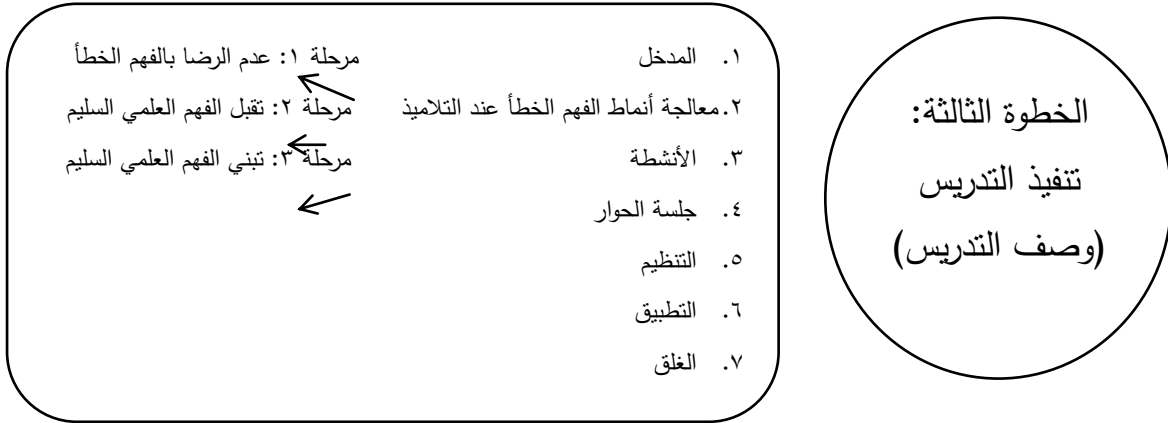 الخطوة الثالثة:
تنفيذ التدريس
(وصف التدريس)
١. المدخل
٢.معالجة أنماط الفهم الخطأ عند التلاميذ
٣. الأنشطة
٤. جلسة الحوار
٥. التنظيم
٦. التطبيق
٧. الغلق
مرحلة ١: عدم الرضا بالفهم الخطأ
مرحلة ٢: تقبل الفهم العلمي السليم
مرحلة ٣: تبني الفهم العلمي السليم